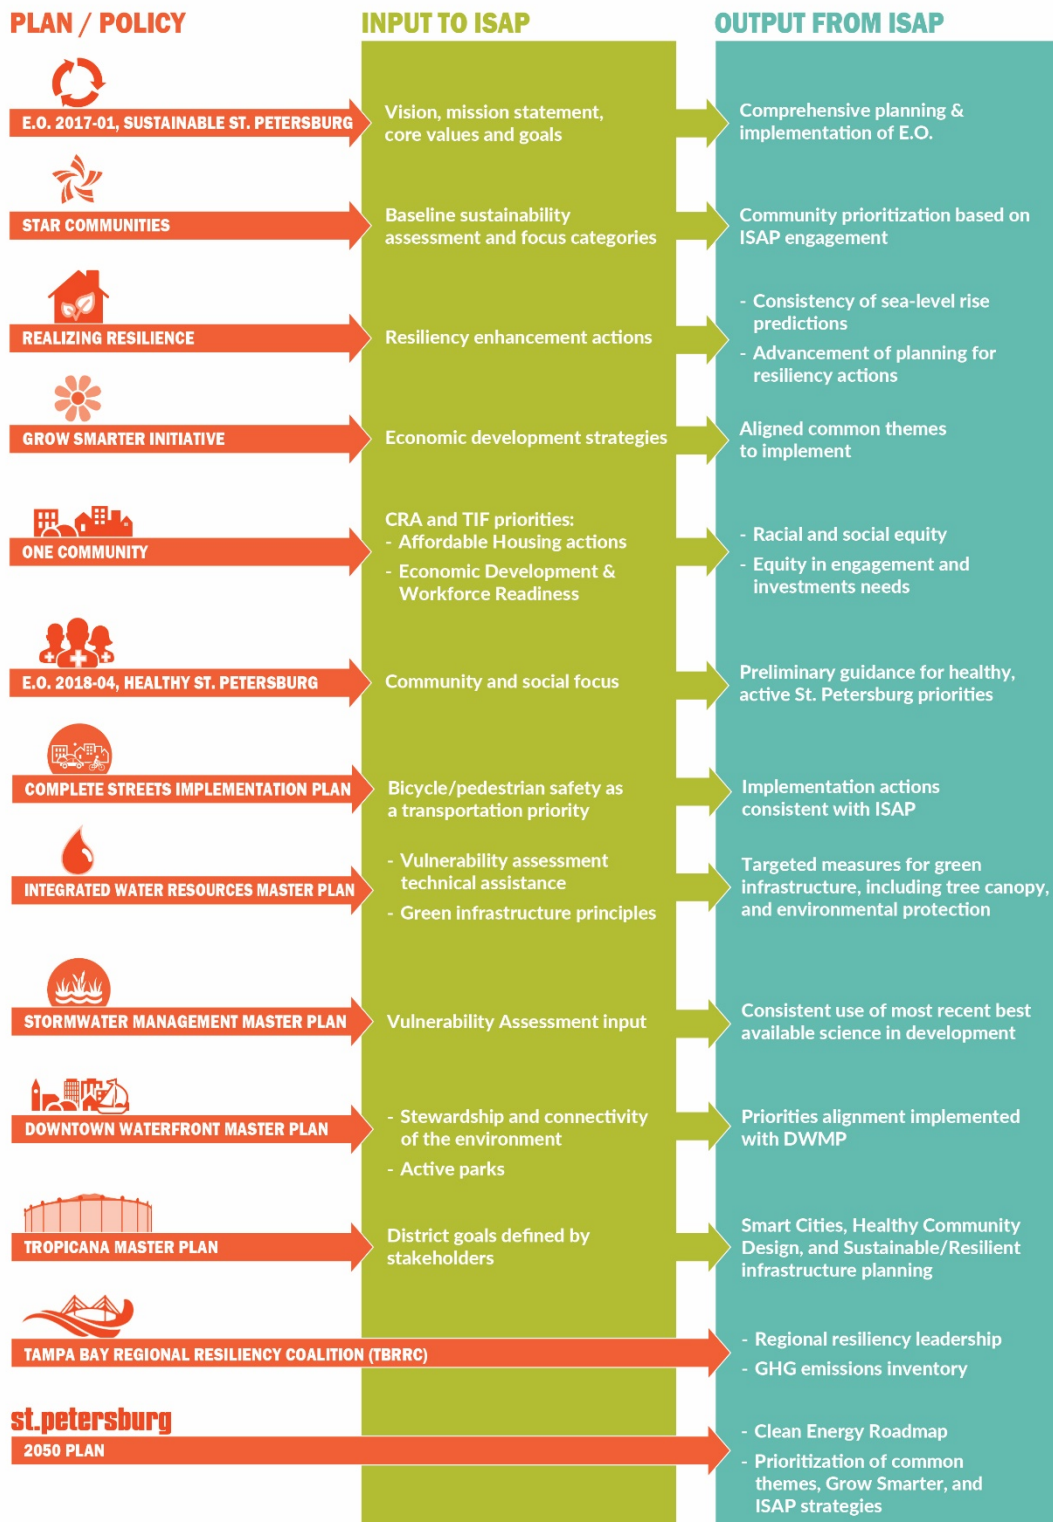 PLAN / POLICY
INPUT TO ISAP
OUTPUT FROM ISAP
E.O. 2017-01, SUSTAINABLE ST. PETERSBURG
Vision, mission statement,
core values and goals
Comprehensive planning &
implementation of E.O.
STAR COMMUNITIES
Baseline sustainability
assessment and focus categories
Community prioritization based on
ISAP engagement
REALIZING RESILIENCE
Resiliency enhancement actions
- Consistency of sea-level rise
predictions
- Advancement of planning for
resiliency actions
GROW SMARTER INITIATIVE
Economic development strategies
Aligned common themes
to implement
ONE COMMUNITY
CRA and TIF priorities:
- Affordable Housing actions
- Economic Development &
Workforce Readiness
- Racial and social equity
- Equity in engagement and
investments needs
E.O. 2018-04, HEALTHY ST. PETERSBURG
Community and social focus
Preliminary guidance for healthy,
active St. Petersburg priorities
COMPLETE STREETS IMPLEMENTATION PLAN
Bicycle/pedestrian safety as
a transportation priority
Implementation actions
consistent with ISAP
INTEGRATED WATER RESOURCES MASTER PLAN
- Vulnerability assessment
technical assistance
- Green infrastructure principles
Targeted measures for green
infrastructure, including tree canopy,
and environmental protection
STORMWATER MANAGEMENT MASTER PLAN
Vulnerability Assessment input
Consistent use of most recent best
available science in development
DOWNTOWN WATERFRONT MASTER PLAN
- Stewardship and connectivity
of the environment
- Active parks
Priorities alignment implemented
with DWMP
TROPICANA MASTER PLAN
District goals defined by
stakeholders
Smart Cities, Healthy Community
Design, and Sustainable/Resilient
infrastructure planning
TAMPA BAY REGIONAL RESILIENCY COALITION (TBRRC)
- Regional resiliency leadership
- GHG emissions inventory
st.petersburg
2050 PLAN
- Clean Energy Roadmap
- Prioritization of common
themes, Grow Smarter, and
ISAP strategies